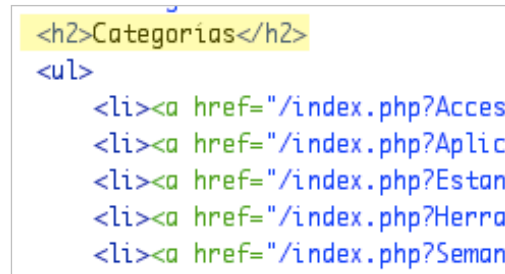 <h2>Categorías</h2>
<ul>
<li><a href="/index.php?Acces
<li><a href="/index.php?Aplic
<li><a href="/index.php?Estan
<li><a href="/index.php?Herra
<li><a href="/index.php?Seman